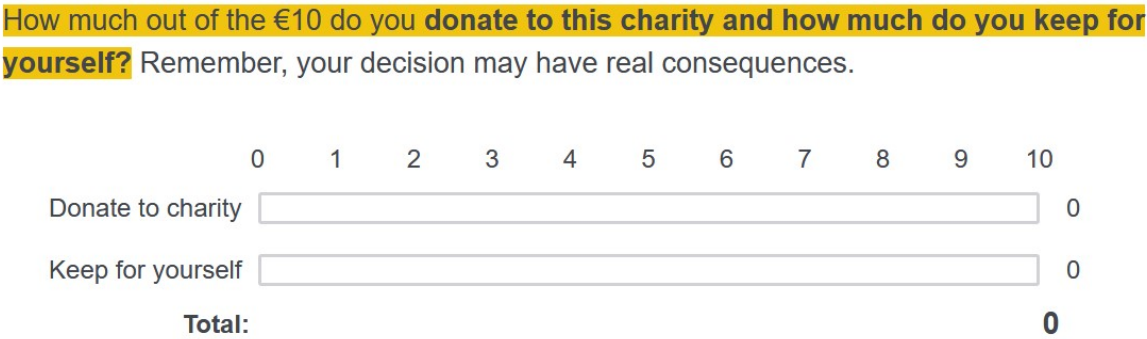 How much out of the €10 do you donate to this charity and how much do you keep for
yourself? Remember, your decision may have real consequences.
0 1 2 3 4 5 6 7 8 9 10
Donate to charity 0
Keep for yourself 0
Total: 0